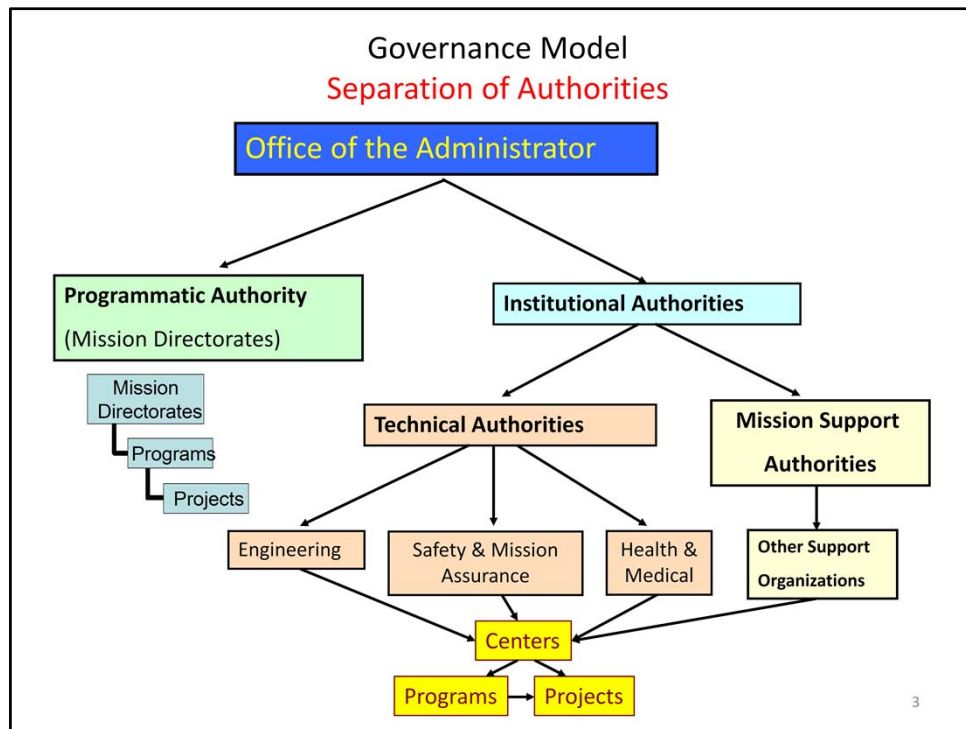 Governance Model
Separation of Authorities
Office of the Administrator
Programmatic Authority
(Mission Directorates)
Institutional Authorities
Mission
Directorates
Programs
Projects
Technical Authorities
Mission Support
Authorities
Engineering
Safety & Mission
Assurance
Health &
Medical
Other Support
Organizations
Centers
Programs
Projects
3